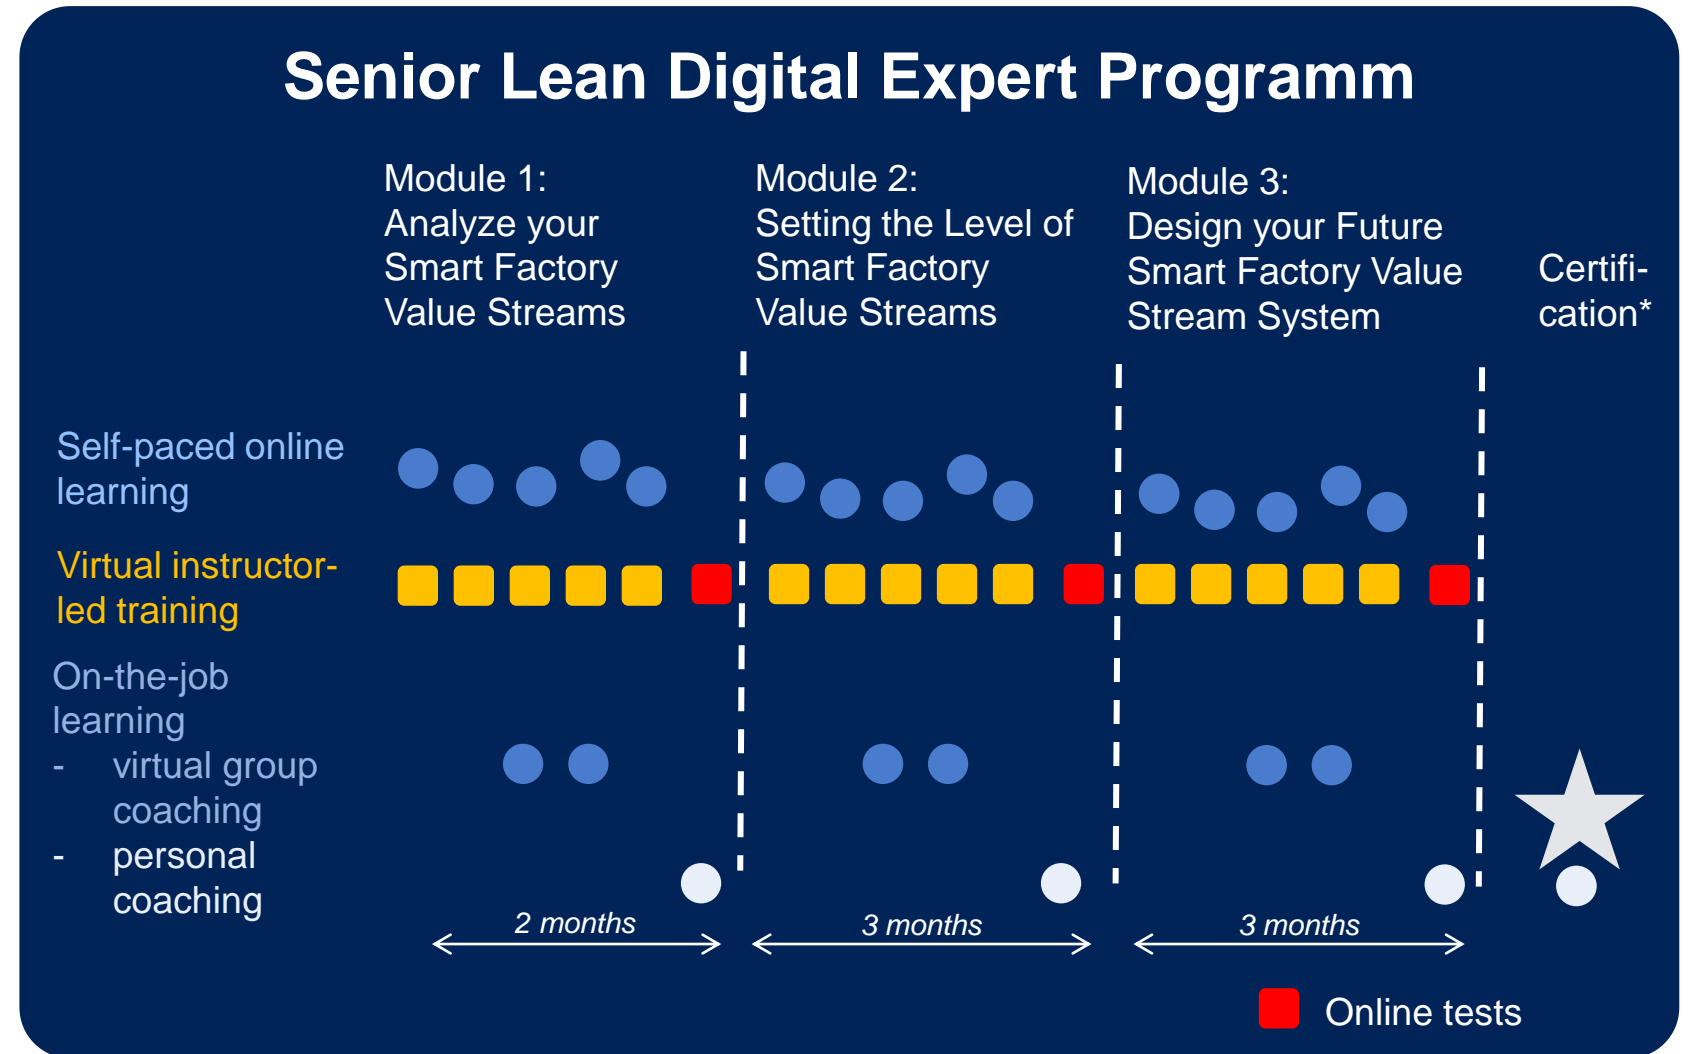 Senior Lean Digital Expert Programm
Module 1:
Analyze your
Smart Factory
Value Streams
Module 2:
Setting the Level of
Smart Factory
Value Streams
Module 3:
Design your Future
Smart Factory Value
Stream System
Certifi-
cation*
Self-paced online
learning
Virtual instructor-
led training
On-the-job
learning
- virtual group
coaching
- personal
coaching
2 months
3 months
3 months
Online tests